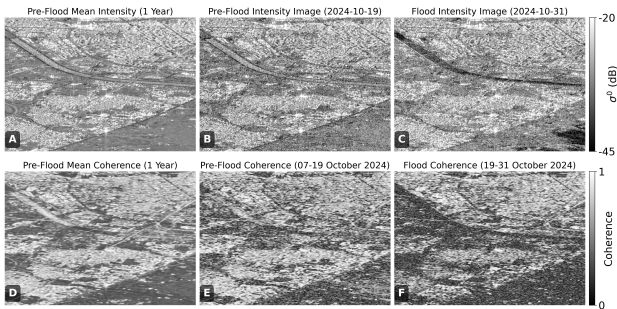 Pre-Flood Mean Intensity (1 Year)
Pre-Flood Intensity Image (2024-10-19)
Flood Intensity Image (2024-10-31)
-20
σ⁰ (dB)
-45
A
B
C
Pre-Flood Mean Coherence (1 Year)
Pre-Flood Coherence (07-19 October 2024)
Flood Coherence (19-31 October 2024)
1
Coherence
0
D
E
F